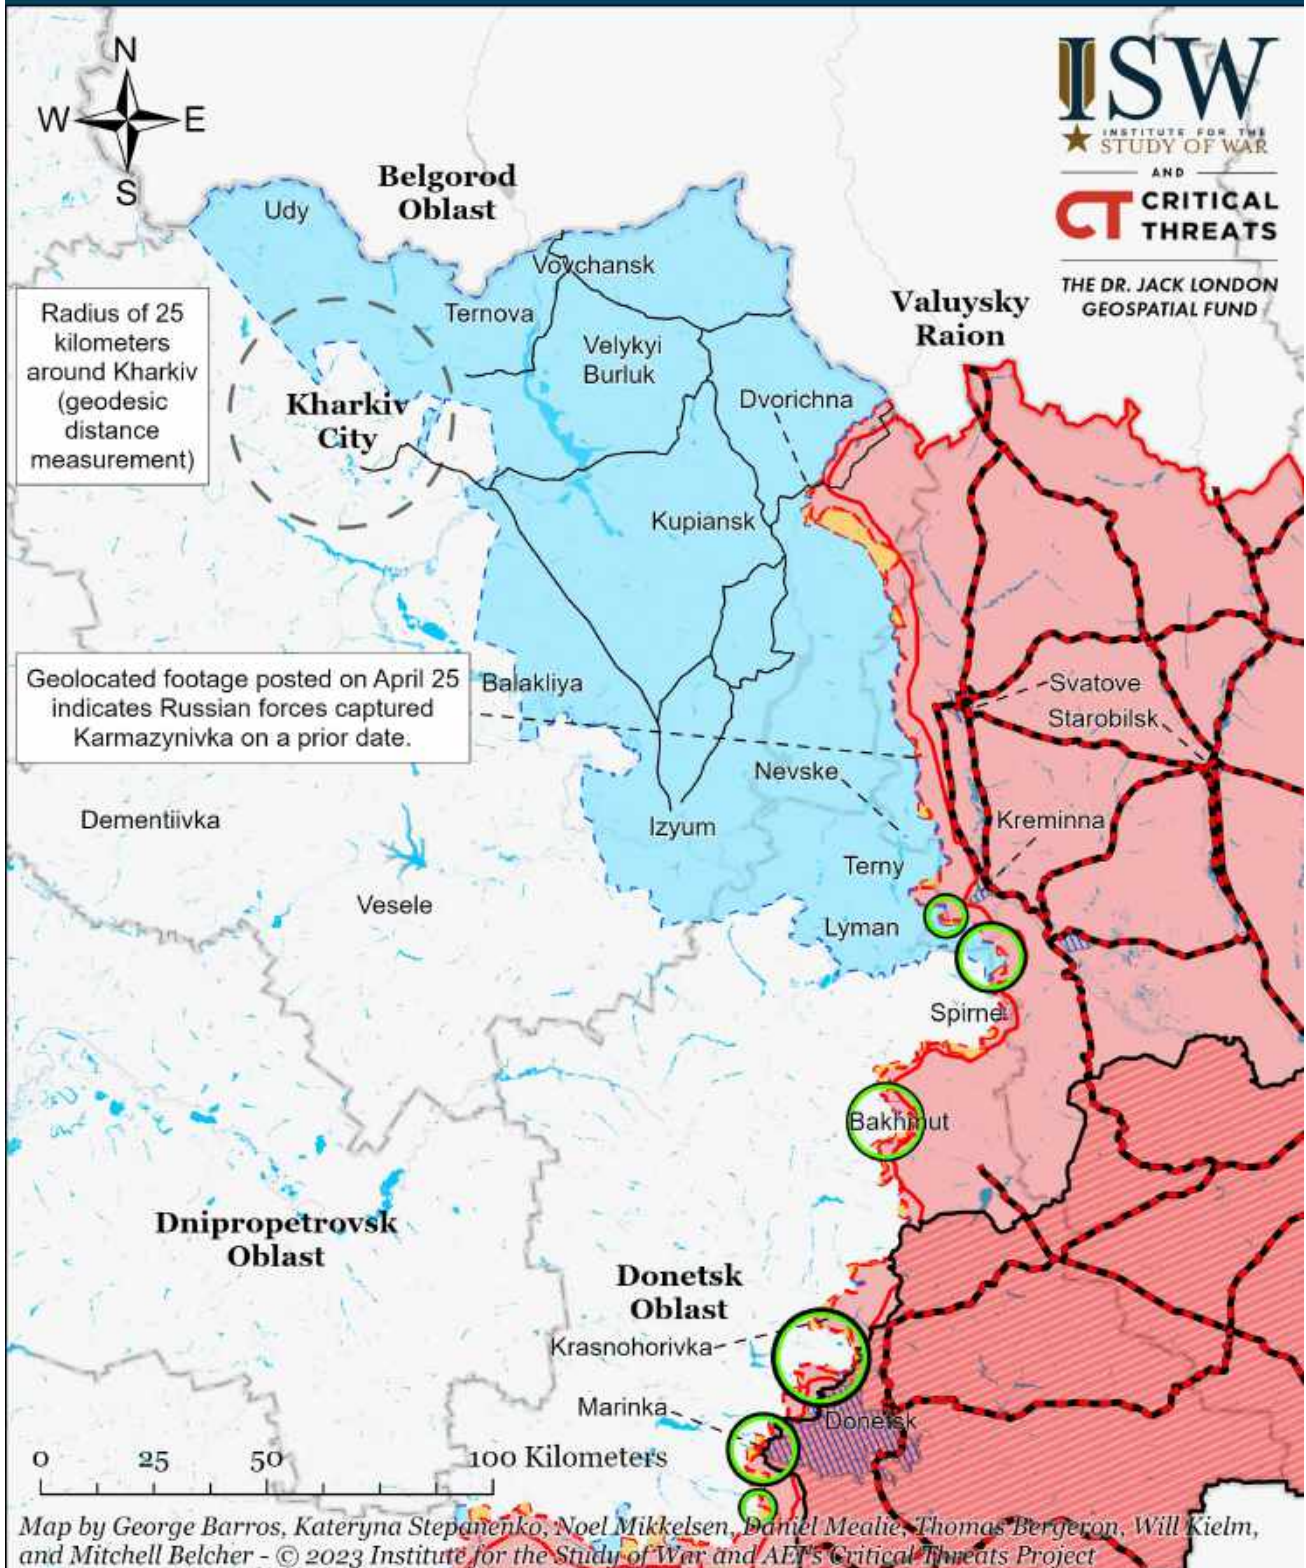 N
W E
S
ISW
INSTITUTE FOR THE
STUDY OF WAR
AND
CT CRITICAL
THREATS
THE DR. JACK LONDON
GEOSPATIAL FUND
Belgorod
Oblast
Udy
Vovchansk
Ternova
Valuysky
Raion
Radius of 25
kilometers
around Kharkiv
(geodesic
distance
measurement)
Velykyi
Burluk
Dvorichna
Kharkiv
City
Kupiansk
Geolocated footage posted on April 25
indicates Russian forces captured
Karmazynivka on a prior date.
Balakliya
Svatove
Starobilsk
Nevske
Dementiivka
Izyum
Kreminna
Terny
Vesele
Lyman
Spirne
Bakhmut
Dnipropetrovsk
Oblast
Donetsk
Oblast
Krasnohorivka
Marinka
Donetsk
0 25 50 100 Kilometers
Map by George Barros, Kateryna Stepanenko, Noel Mikkelsen, Daniel Mealie, Thomas Bergeron, Will Kielm,
and Mitchell Belcher - © 2023 Institute for the Study of War and AEI's Critical Threats Project